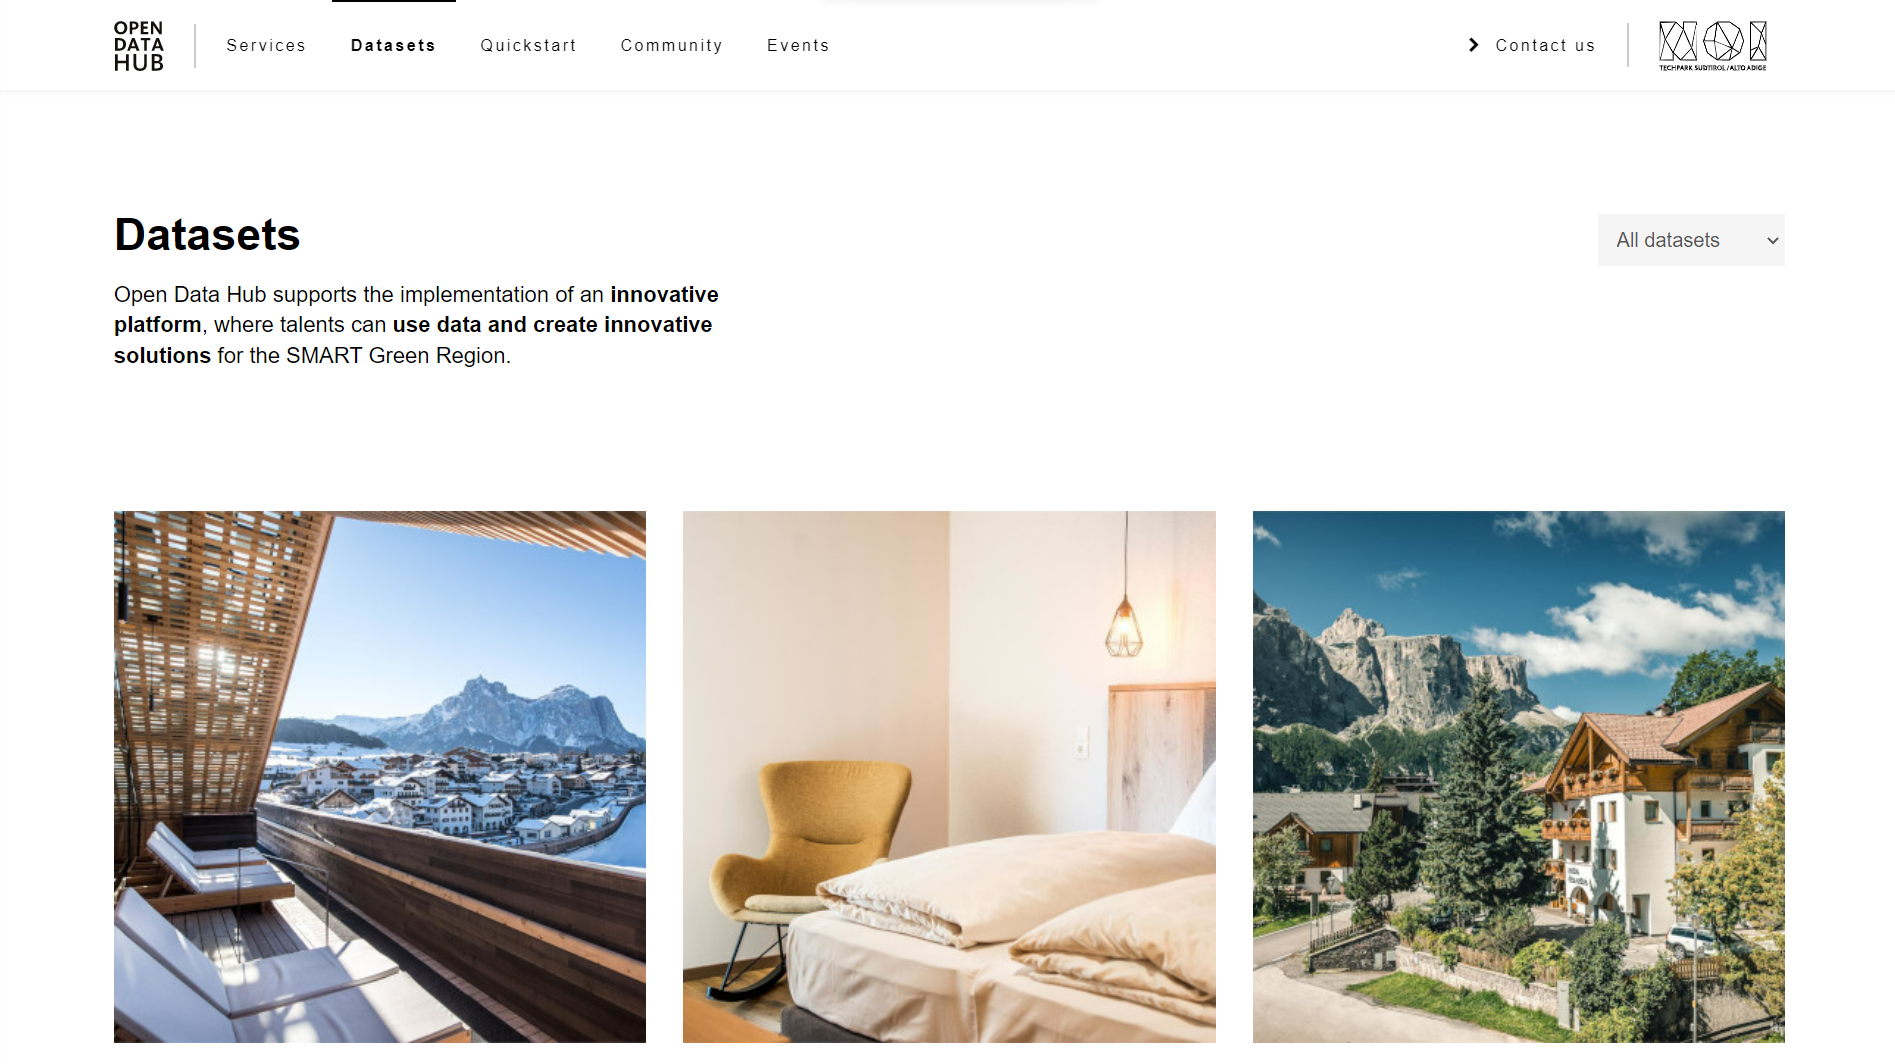 OPEN
DATA
HUB
Services
Datasets
Quickstart
Community
Events
Contact us
TECHPARK SÜDTIROL / ALTO ADIGE
Datasets
All datasets
Open Data Hub supports the implementation of an innovative
platform, where talents can use data and create innovative
solutions for the SMART Green Region.